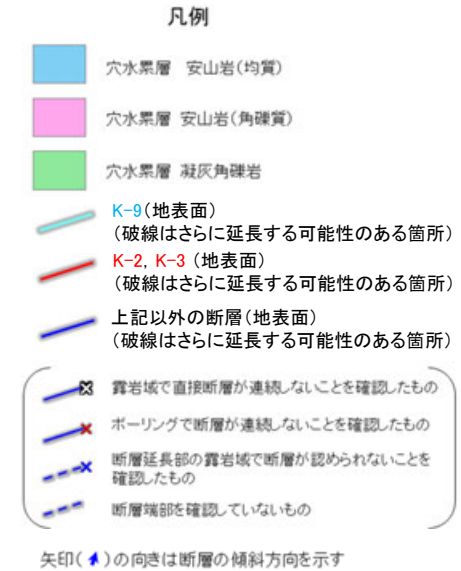 凡例
穴水累層　安山岩(均質)
穴水累層 安山岩(角礫質)
穴水累層 凝灰角礫岩
K-9(地表面)
(破線はさらに延長する可能性のある箇所)
K-2, K-3 (地表面)
(破線はさらに延長する可能性のある箇所)
上記以外の断層(地表面)
(破線はさらに延長する可能性のある箇所)
露岩域で直接断層が連続しないことを確認したもの
ボーリングで断層が連続しないことを確認したもの
断層延長部の露岩域で断層が認められないことを
確認したもの
断層端部を確認していないもの
矢印( )の向きは断層の傾斜方向を示す